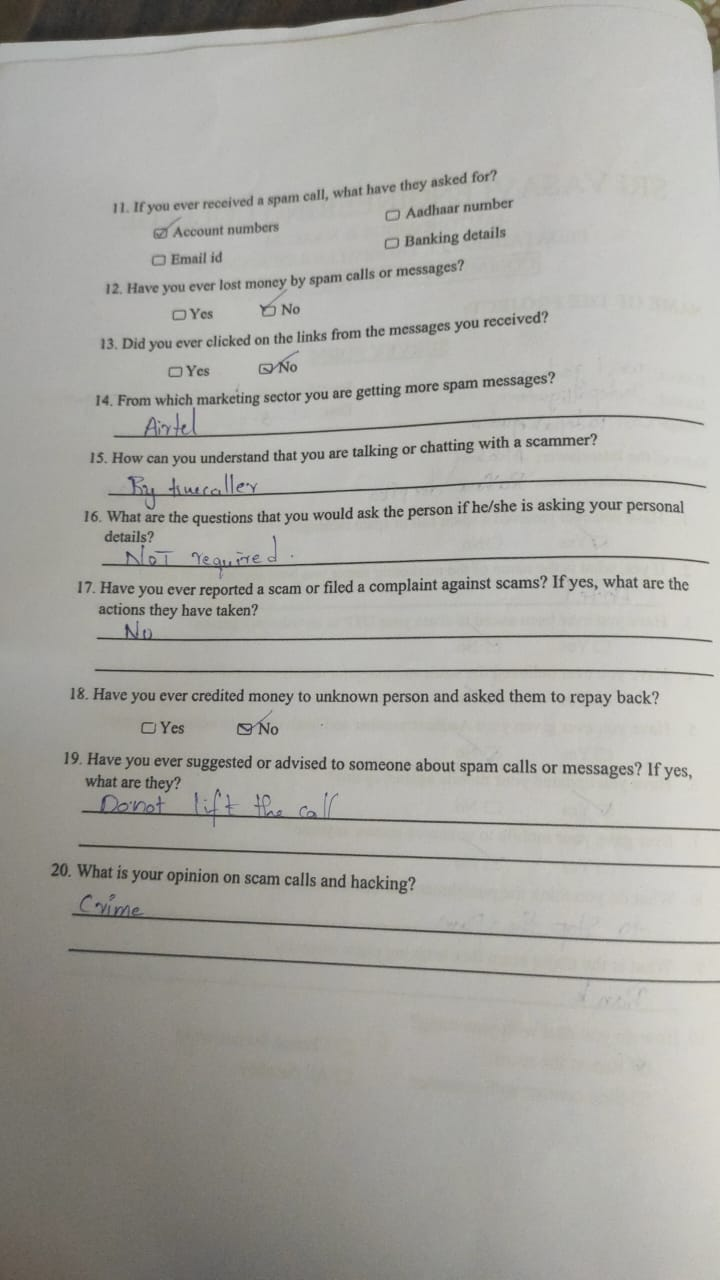 11. If you ever received a spam call, what have they asked for?
☑ Account numbers ☐ Aadhaar number
☐ Email id ☐ Banking details
12. Have you ever lost money by spam calls or messages?
☐ Yes ☑ No
13. Did you ever clicked on the links from the messages you received?
☐ Yes ☑ No
14. From which marketing sector you are getting more spam messages?
Airtel
15. How can you understand that you are talking or chatting with a scammer?
By truecaller
16. What are the questions that you would ask the person if he/she is asking your personal
details?
NOT required.
17. Have you ever reported a scam or filed a complaint against scams? If yes, what are the
actions they have taken?
No
18. Have you ever credited money to unknown person and asked them to repay back?
☐ Yes ☑ No
19. Have you ever suggested or advised to someone about spam calls or messages? If yes,
what are they?
Donot lift the call
20. What is your opinion on scam calls and hacking?
Crime